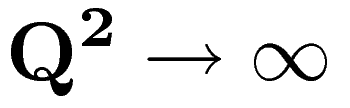 Q² → ∞